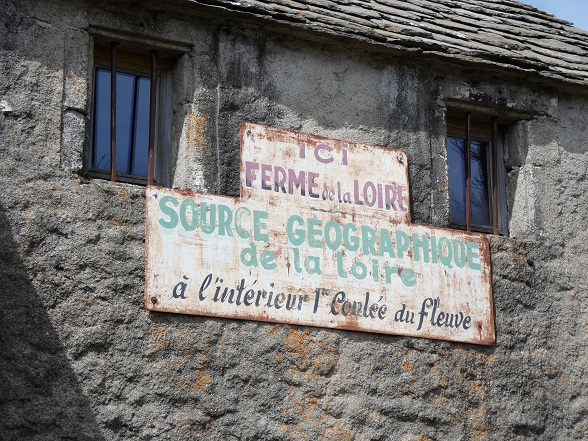 ICI
FERME de la LOIRE
SOURCE GEOGRAPHIQUE
de la loire
à l'intérieur 1re Coulée du fleuve